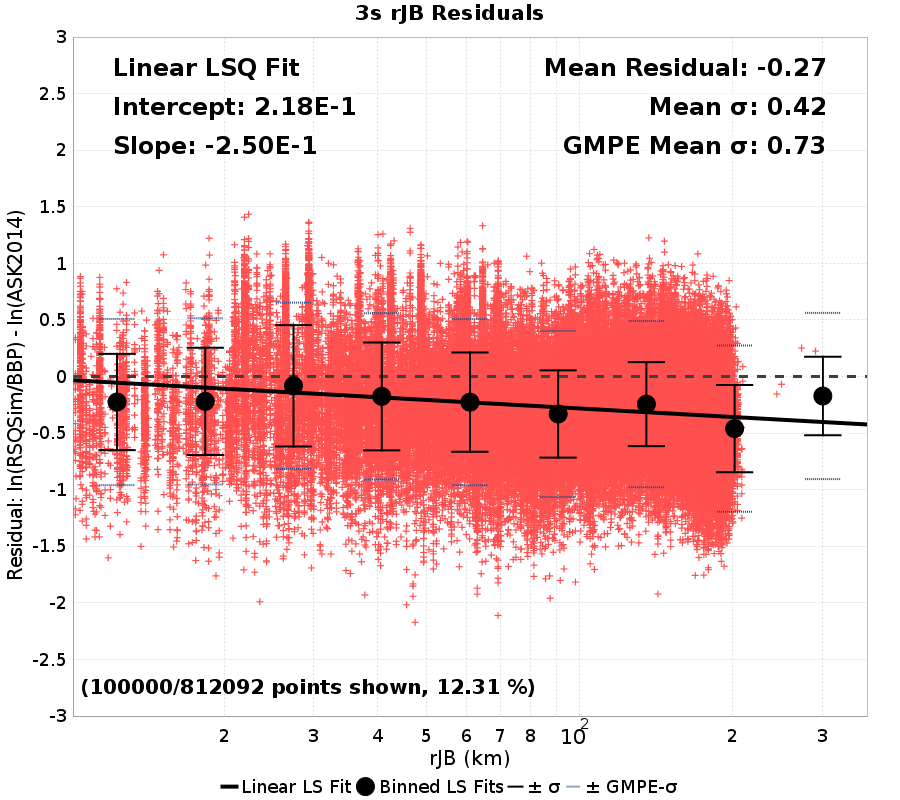 3s rJB Residuals
Linear LSQ Fit
Intercept: 2.18E-1
Slope: -2.50E-1
Mean Residual: -0.27
Mean σ: 0.42
GMPE Mean σ: 0.73
3
2.5
2
1.5
1
0.5
0
-0.5
-1
-1.5
-2
-2.5
-3
Residual: ln(RSQSim/BBP) - ln(ASK2014)
(100000/812092 points shown, 12.31 %)
2 3 4 5 6 7 8 10² 2 3
rJB (km)
Linear LS Fit Binned LS Fits ± σ ± GMPE-σ